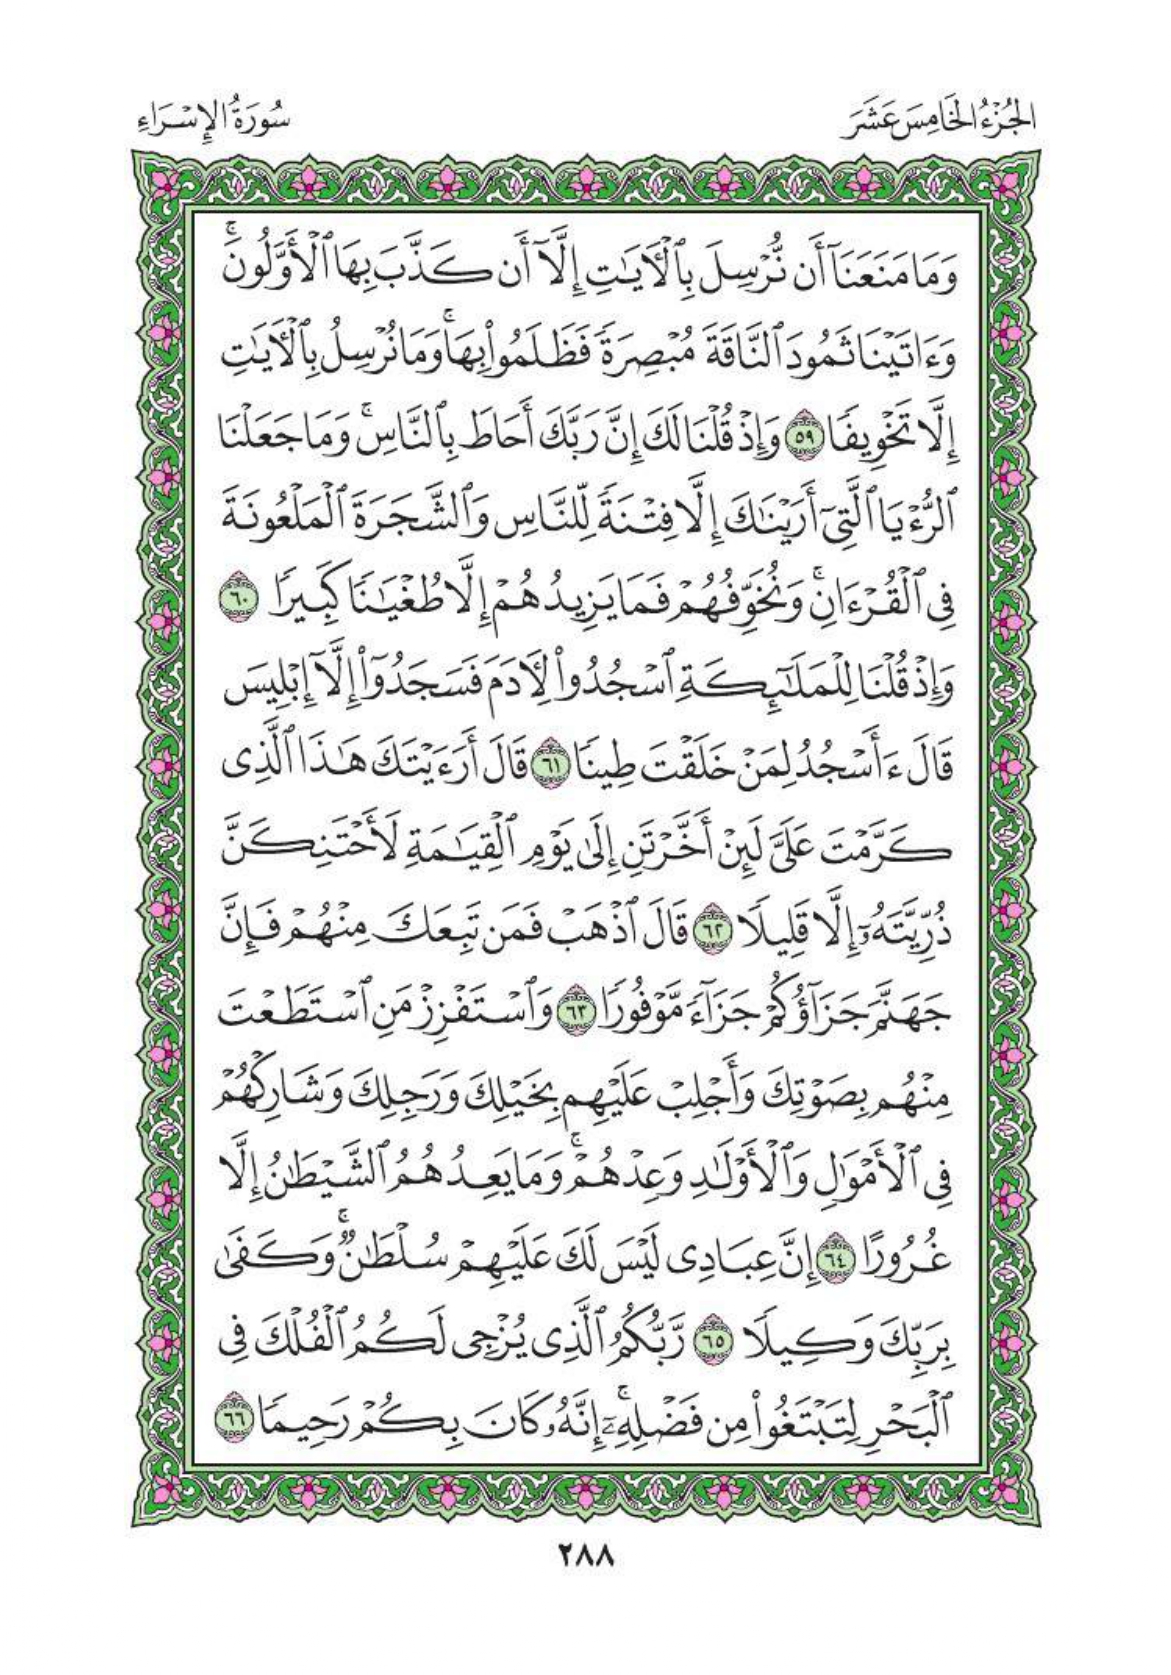 الجُزْءُ الخَامِسَ عَشَرَ
سُورَةُ الإِسْرَاءِ
وَمَا مَنَعَنَآ أَن نُّرْسِلَ بِٱلْأَيَٰتِ إِلَّآ أَن كَذَّبَ بِهَا ٱلْأَوَّلُونَۚ
وَءَاتَيْنَا ثَمُودَ ٱلنَّاقَةَ مُبْصِرَةً فَظَلَمُوا۟ بِهَاۚ وَمَا نُرْسِلُ بِٱلْأَيَٰتِ
إِلَّا تَخْوِيفًا ٥٩ وَإِذْ قُلْنَا لَكَ إِنَّ رَبَّكَ أَحَاطَ بِٱلنَّاسِۚ وَمَا جَعَلْنَا
ٱلرُّءْيَا ٱلَّتِىٓ أَرَيْنَٰكَ إِلَّا فِتْنَةً لِّلنَّاسِ وَٱلشَّجَرَةَ ٱلْمَلْعُونَةَ
فِى ٱلْقُرْءَانِۚ وَنُخَوِّفُهُمْ فَمَا يَزِيدُهُمْ إِلَّا طُغْيَٰنًا كَبِيرًا ٦٠
وَإِذْ قُلْنَا لِلْمَلَٰٓئِكَةِ ٱسْجُدُوا۟ لِأَدَمَ فَسَجَدُوٓا۟ إِلَّآ إِبْلِيسَ
قَالَ ءَأَسْجُدُ لِمَنْ خَلَقْتَ طِينًا ٦١ قَالَ أَرَءَيْتَكَ هَٰذَا ٱلَّذِى
كَرَّمْتَ عَلَىَّ لَئِنْ أَخَّرْتَنِ إِلَىٰ يَوْمِ ٱلْقِيَٰمَةِ لَأَحْتَنِكَنَّ
ذُرِّيَّتَهُۥٓ إِلَّا قَلِيلًا ٦٢ قَالَ ٱذْهَبْ فَمَن تَبِعَكَ مِنْهُمْ فَإِنَّ
جَهَنَّمَ جَزَآؤُكُمْ جَزَآءً مَّوْفُورًا ٦٣ وَٱسْتَفْزِزْ مَنِ ٱسْتَطَعْتَ
مِنْهُم بِصَوْتِكَ وَأَجْلِبْ عَلَيْهِم بِخَيْلِكَ وَرَجِلِكَ وَشَارِكْهُمْ
فِى ٱلْأَمْوَٰلِ وَٱلْأَوْلَٰدِ وَعِدْهُمْۚ وَمَا يَعِدُهُمُ ٱلشَّيْطَٰنُ إِلَّا
غُرُورًا ٦٤ إِنَّ عِبَادِى لَيْسَ لَكَ عَلَيْهِمْ سُلْطَٰنٌۚ وَكَفَىٰ
بِرَبِّكَ وَكِيلًا ٦٥ رَّبُّكُمُ ٱلَّذِى يُزْجِى لَكُمُ ٱلْفُلْكَ فِى
ٱلْبَحْرِ لِتَبْتَغُوا۟ مِن فَضْلِهِۦٓۚ إِنَّهُۥ كَانَ بِكُمْ رَحِيمًا ٦٦
٢٨٨